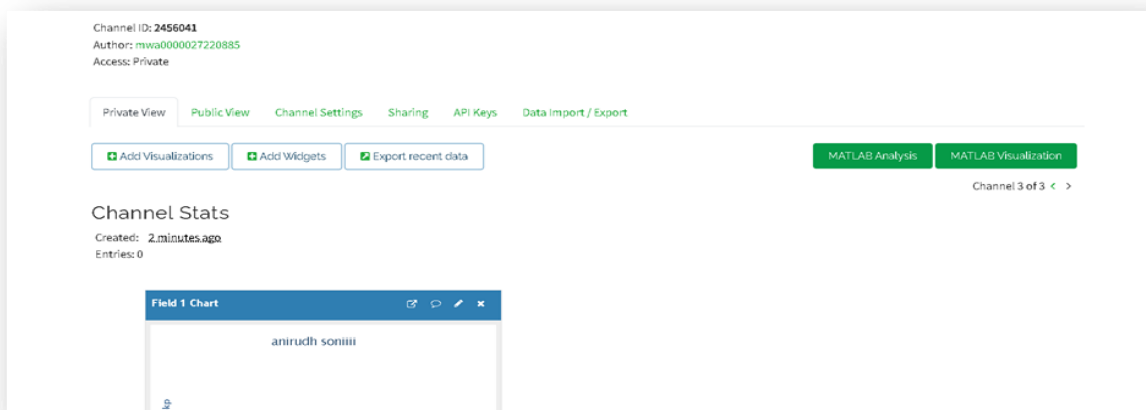 Channel ID: 2456041
Author: mwa0000027220885
Access: Private
Private View Public View Channel Settings Sharing API Keys Data Import / Export
Add Visualizations Add Widgets Export recent data MATLAB Analysis MATLAB Visualization
Channel 3 of 3 < >
Channel Stats
Created: 2 minutes ago
Entries: 0
Field 1 Chart
anirudh soniiii